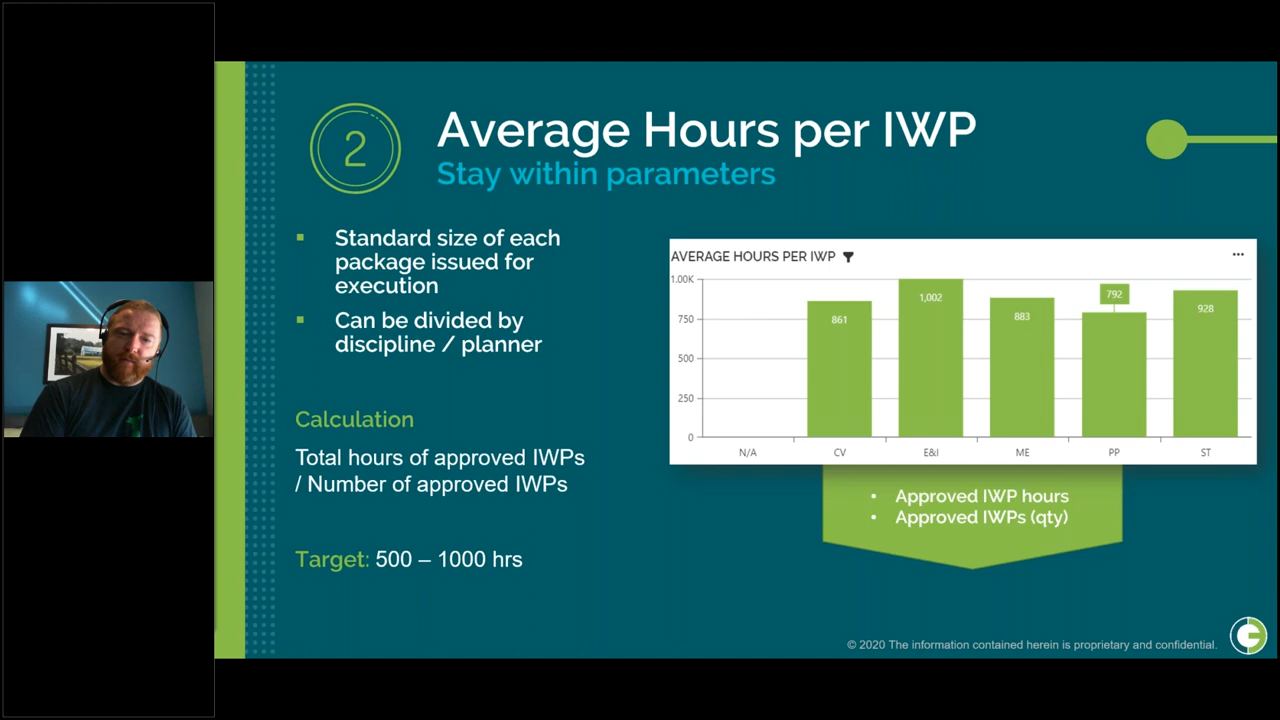 2
Average Hours per IWP
Stay within parameters
▪ Standard size of each
package issued for
execution
▪ Can be divided by
discipline / planner
Calculation
Total hours of approved IWPs
/ Number of approved IWPs
Target: 500 – 1000 hrs
AVERAGE HOURS PER IWP
...
1.00K
750
500
250
0
861
1,002
883
792
928
N/A CV E&I ME PP ST
• Approved IWP hours
• Approved IWPs (qty)
© 2020 The information contained herein is proprietary and confidential.